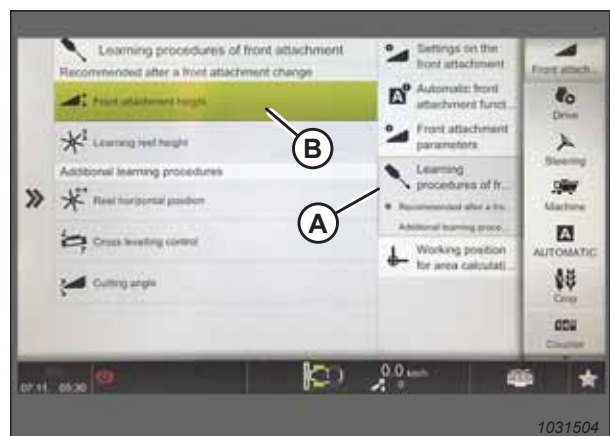 Learning procedures of front attachment
Recommended after a front attachment change
Front attachment height
Learning reel height
Additional learning procedures
Reel horizontal position
Cross levelling control
Cutting angle
B
A
Settings on the
front attachment
Automatic front
attachment funct...
Front attachment
parameters
Learning
procedures of fr...
Recommended after a fro...
Additional learning proce...
Working position
for area calculati...
Front attach...
Drive
Steering
Machine
A
AUTOMATIC
Crop
Counter
07.11. 05:30
0.0 km/h
0
1031504